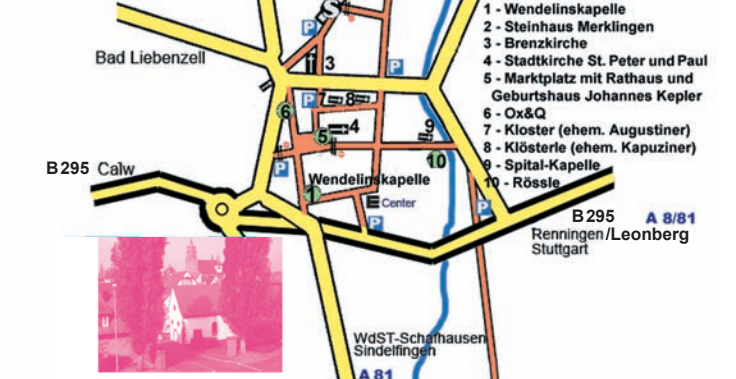 1 - Wendelinskapelle
2 - Steinhaus Merklingen
3 - Brenzkirche
4 - Stadtkirche St. Peter und Paul
5 - Marktplatz mit Rathaus und
Geburtshaus Johannes Kepler
6 - Ox&Q
7 - Kloster (ehem. Augustiner)
8 - Klösterle (ehem. Kapuziner)
9 - Spital-Kapelle
10 - Rössle
S
P
Bad Liebenzell
3
P
P
7
8
6
4
5
9
10
B 295 Calw
P
Wendelinskapelle
1
E Center
P
P
B 295
A 8/81
Renningen/Leonberg
Stuttgart
WdST-Schafhausen
Sindelfingen
A 81